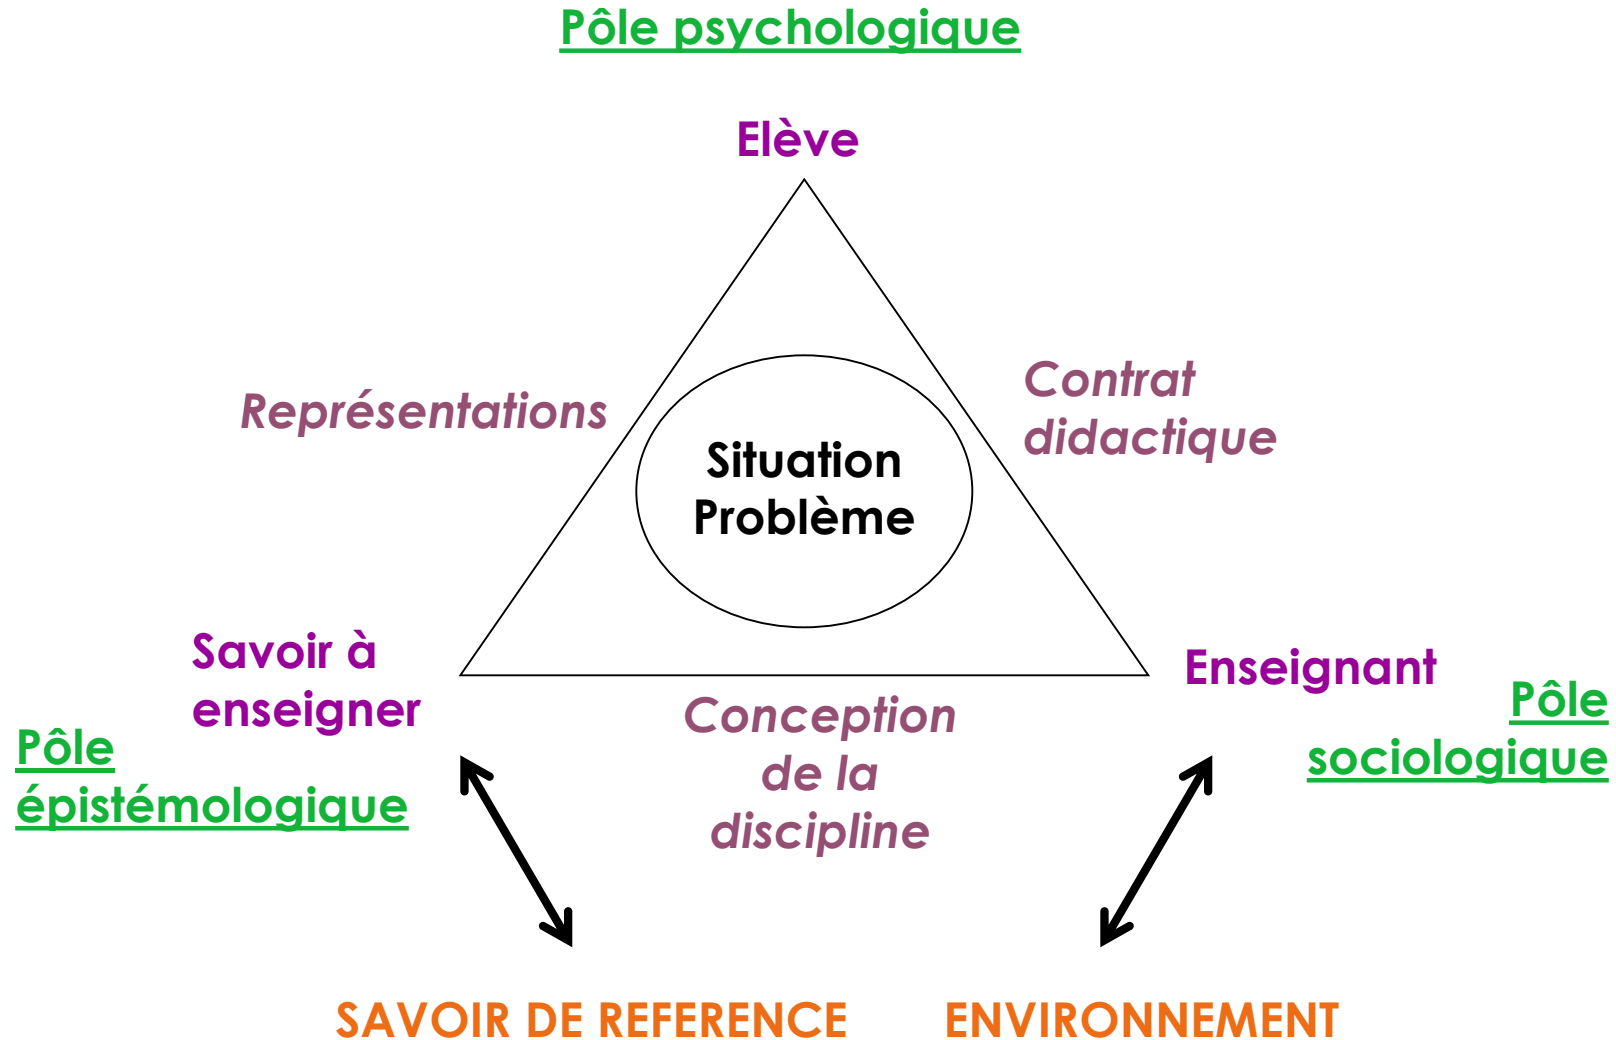 Pôle psychologique
Elève
Représentations
Contrat
didactique
Situation
Problème
Savoir à
enseigner
Enseignant
Pôle
épistémologique
Conception
de la
discipline
Pôle
sociologique
SAVOIR DE REFERENCE
ENVIRONNEMENT